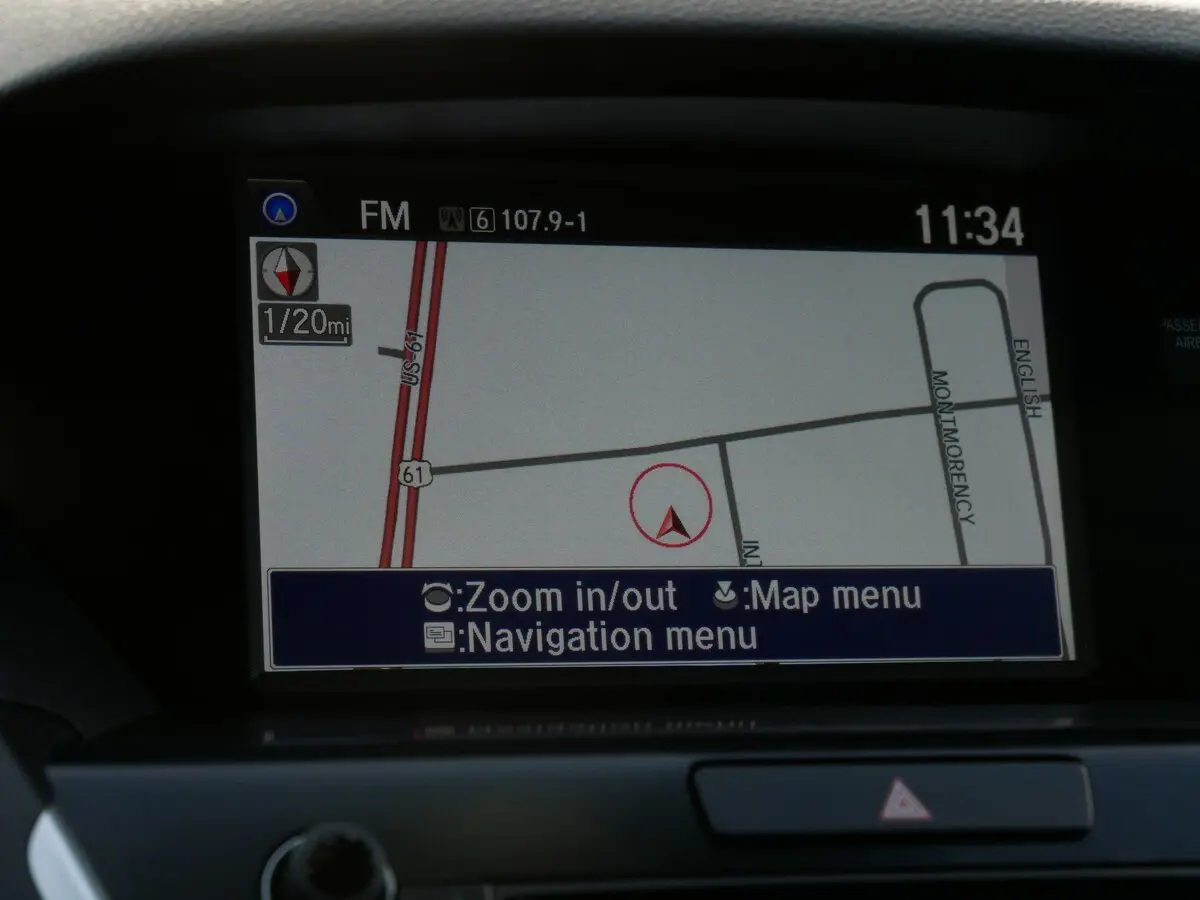 FM 6 107.9-1 11:34
1/20mi
US-61
ENGLISH
MONTMORENCY
61
:Zoom in/out :Map menu
:Navigation menu